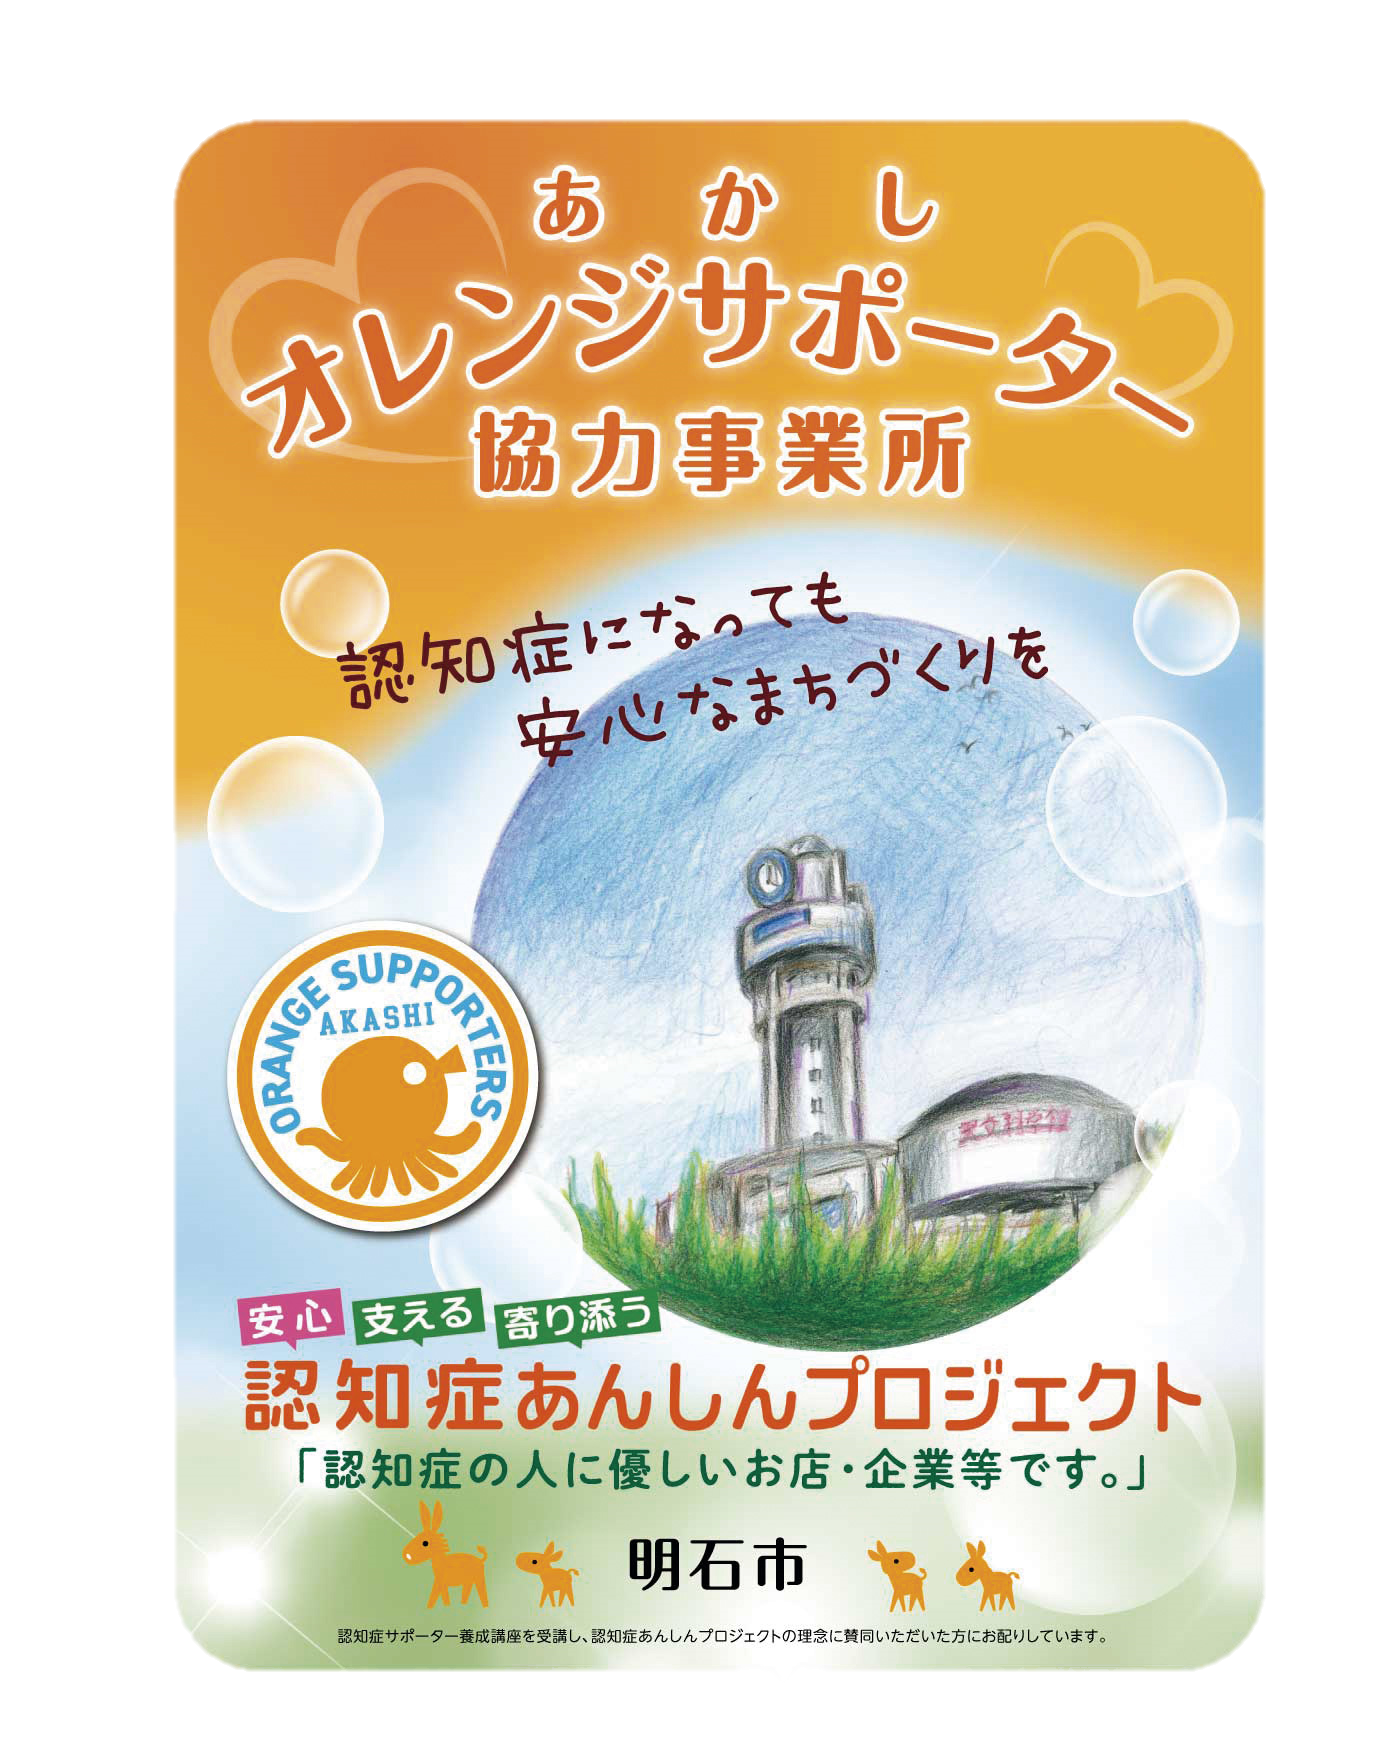 あかし
オレンジサポーター
協力事業所
認知症になっても
安心なまちづくりを
ORANGE SUPPORTERS
AKASHI
天文科学館
安心 支える 寄り添う
認知症あんしんプロジェクト
「認知症の人に優しいお店・企業等です。」
明石市
認知症サポーター養成講座を受講し、認知症あんしんプロジェクトの理念に賛同いただいた方にお配りしています。